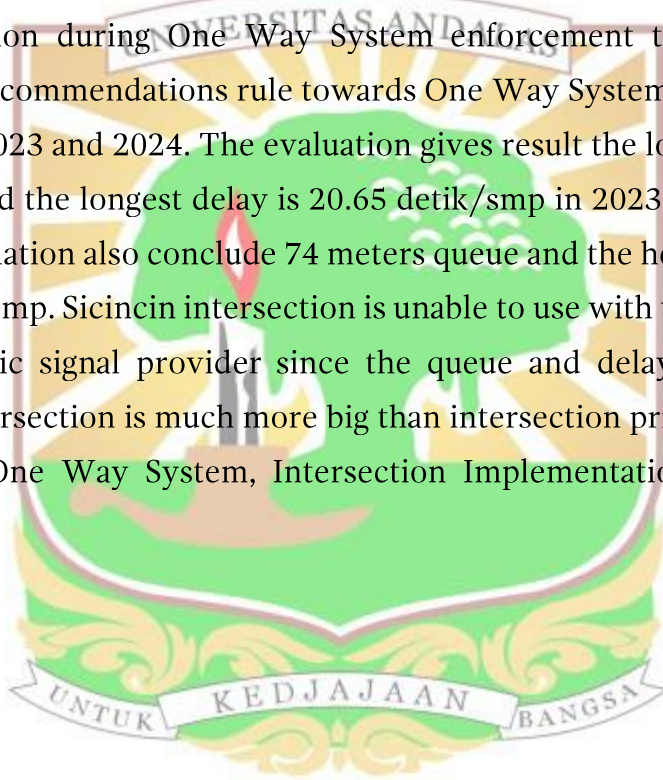 UNIVERSITAS ANDALAS
ion during One Way System enforcement t
commendations rule towards One Way System
023 and 2024. The evaluation gives result the lo
d the longest delay is 20.65 detik/smp in 2023
ation also conclude 74 meters queue and the h
mp. Sicincin intersection is unable to use with
ic signal provider since the queue and delay
rsection is much more big than intersection pr
One Way System, Intersection Implementatio
UNTUK KEDJAJAAN BANGSA